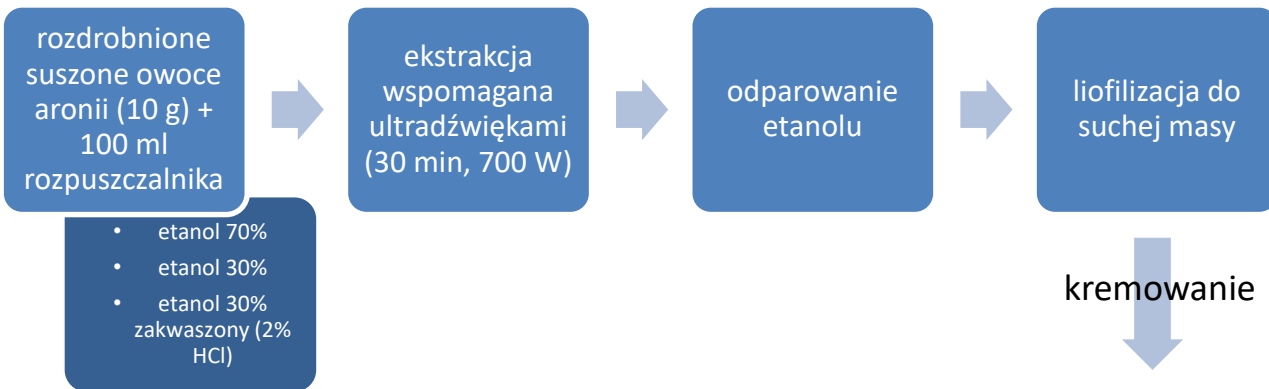 rozdrobnione
suszone owoce
aronii (10 g) +
100 ml
rozpuszczalnika
• etanol 70%
• etanol 30%
• etanol 30%
zakwaszony (2%
HCl)
ekstrakcja
wspomagana
ultradźwiękami
(30 min, 700 W)
odparowanie
etanolu
liofilizacja do
suchej masy
kremowanie